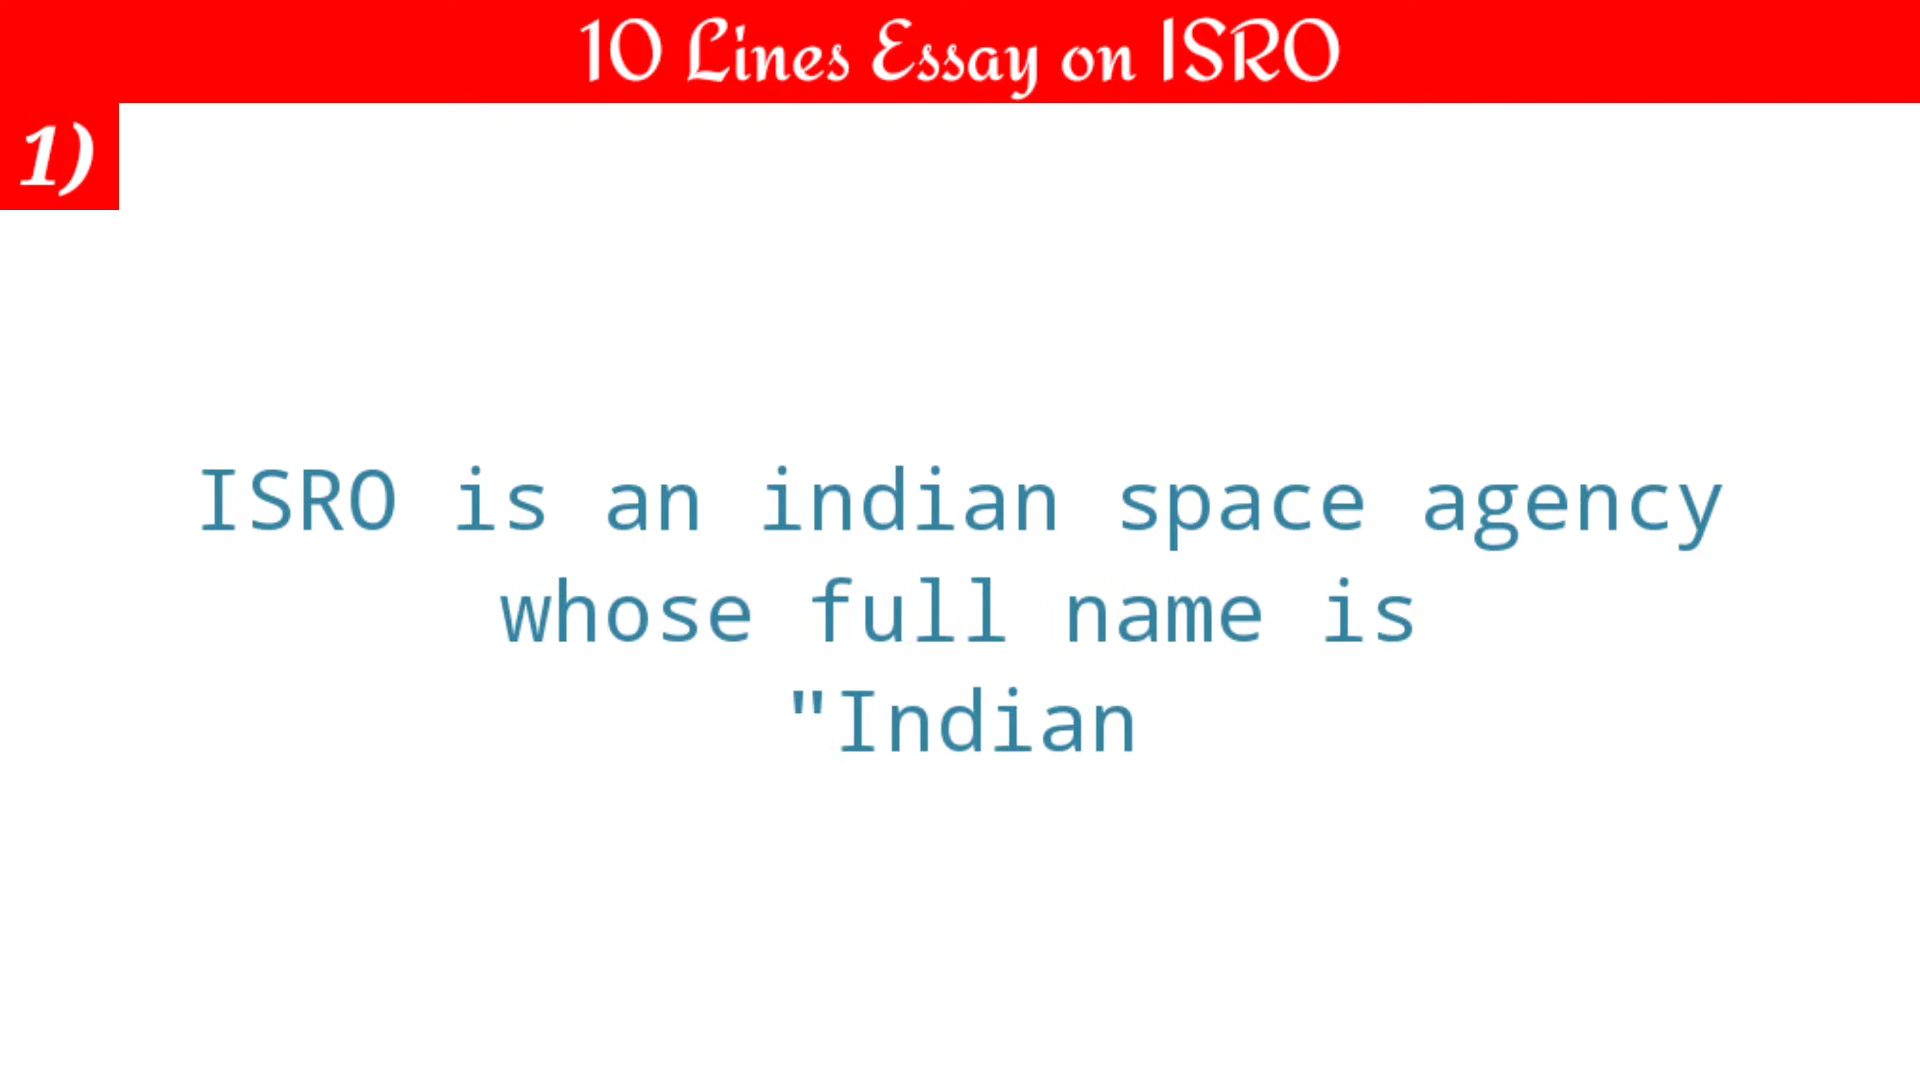 10 Lines Essay on ISRO
1)
ISRO is an indian space agency
whose full name is
"Indian